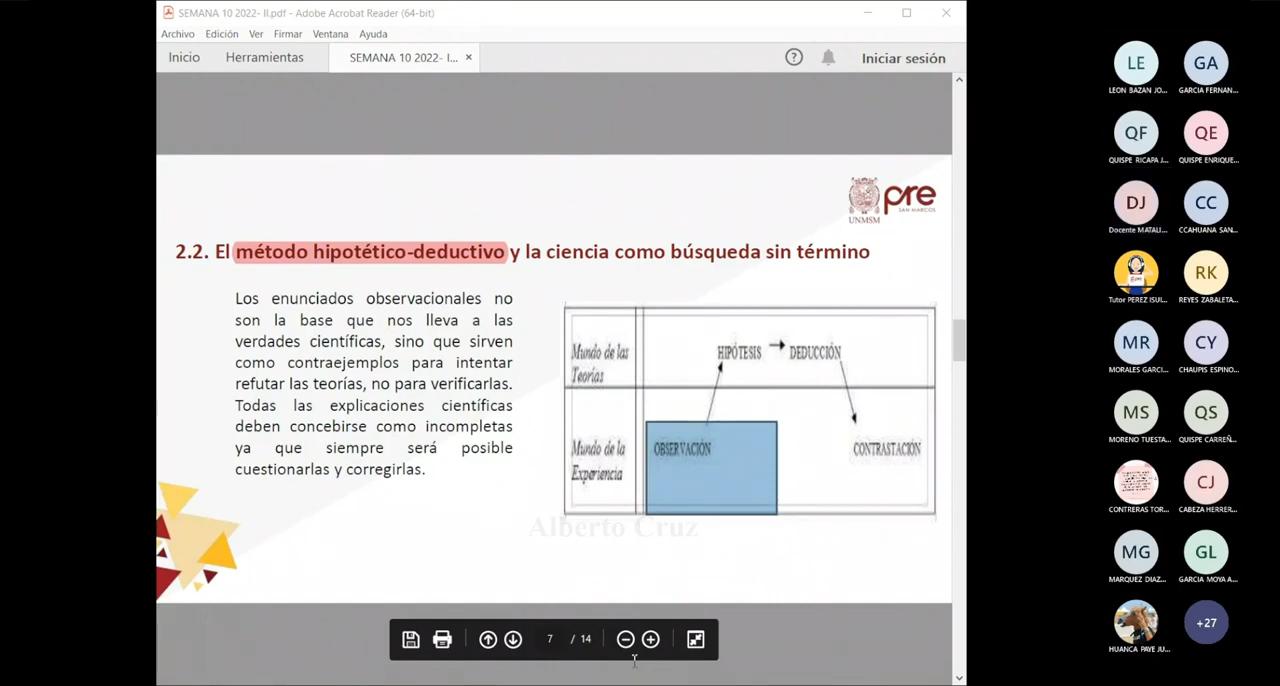 SEMANA 10 2022- II.pdf - Adobe Acrobat Reader (64-bit)
Archivo Edición Ver Firmar Ventana Ayuda
Inicio Herramientas SEMANA 10 2022- I... × ? Iniciar sesión
UNMSM
pre
SAN MARCOS
2.2. El método hipotético-deductivo y la ciencia como búsqueda sin término
Los enunciados observacionales no
son la base que nos lleva a las
verdades científicas, sino que sirven
como contraejemplos para intentar
refutar las teorías, no para verificarlas.
Todas las explicaciones científicas
deben concebirse como incompletas
ya que siempre será posible
cuestionarlas y corregirlas.
Mundo de las
Teorías
HIPÓTESIS DEDUCCIÓN
Mundo de la
Experiencia
OBSERVACIÓN CONTRASTACIÓN
Alberto Cruz
7 / 14
LE GA
LEON BAZAN JO... GARCIA FERNAN...
QF QE
QUISPE RICAPA J... QUISPE ENRIQUE...
DJ CC
Docente MATALI... CCAHUANA SAN...
RK
Tutor PEREZ ISUI... REYES ZABALETA...
MR CY
MORALES GARCI... CHAUPIS ESPINO...
MS QS
MORENO TUESTA... QUISPE CARREÑ...
CJ
CONTRERAS TOR... CABEZA HERRER...
MG GL
MARQUEZ DIAZ... GARCIA MOYA A...
+27
HUANCA PAYE JU...